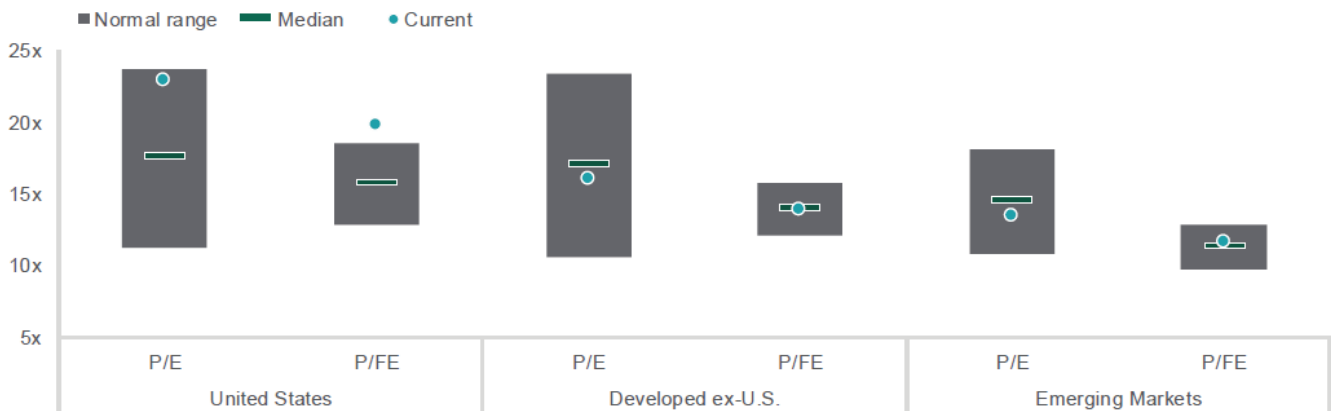 Normal range Median Current
25x
20x
15x
10x
5x
P/E P/FE P/E P/FE P/E P/FE
United States Developed ex-U.S. Emerging Markets